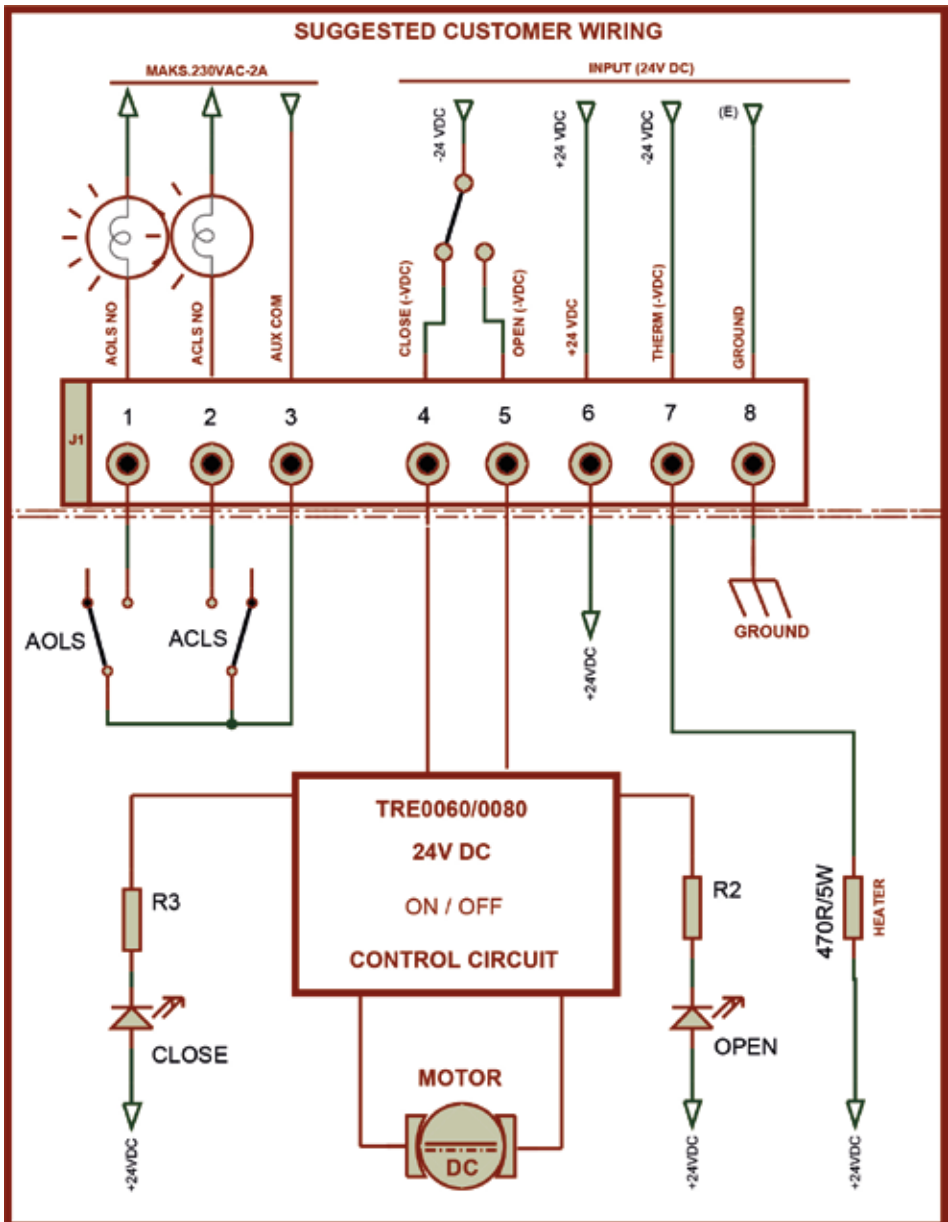 SUGGESTED CUSTOMER WIRING
MAKS.230VAC-2A
INPUT (24V DC)
-24 VDC
+24 VDC
-24 VDC
(E)
AOLS NO
ACLS NO
AUX COM
CLOSE (-VDC)
OPEN (-VDC)
+24 VDC
THERM (-VDC)
GROUND
J1
1
2
3
4
5
6
7
8
AOLS
ACLS
+24VDC
GROUND
TRE0060/0080
24V DC
ON / OFF
CONTROL CIRCUIT
R3
CLOSE
+24VDC
R2
OPEN
+24VDC
470R/5W
HEATER
+24VDC
MOTOR
DC